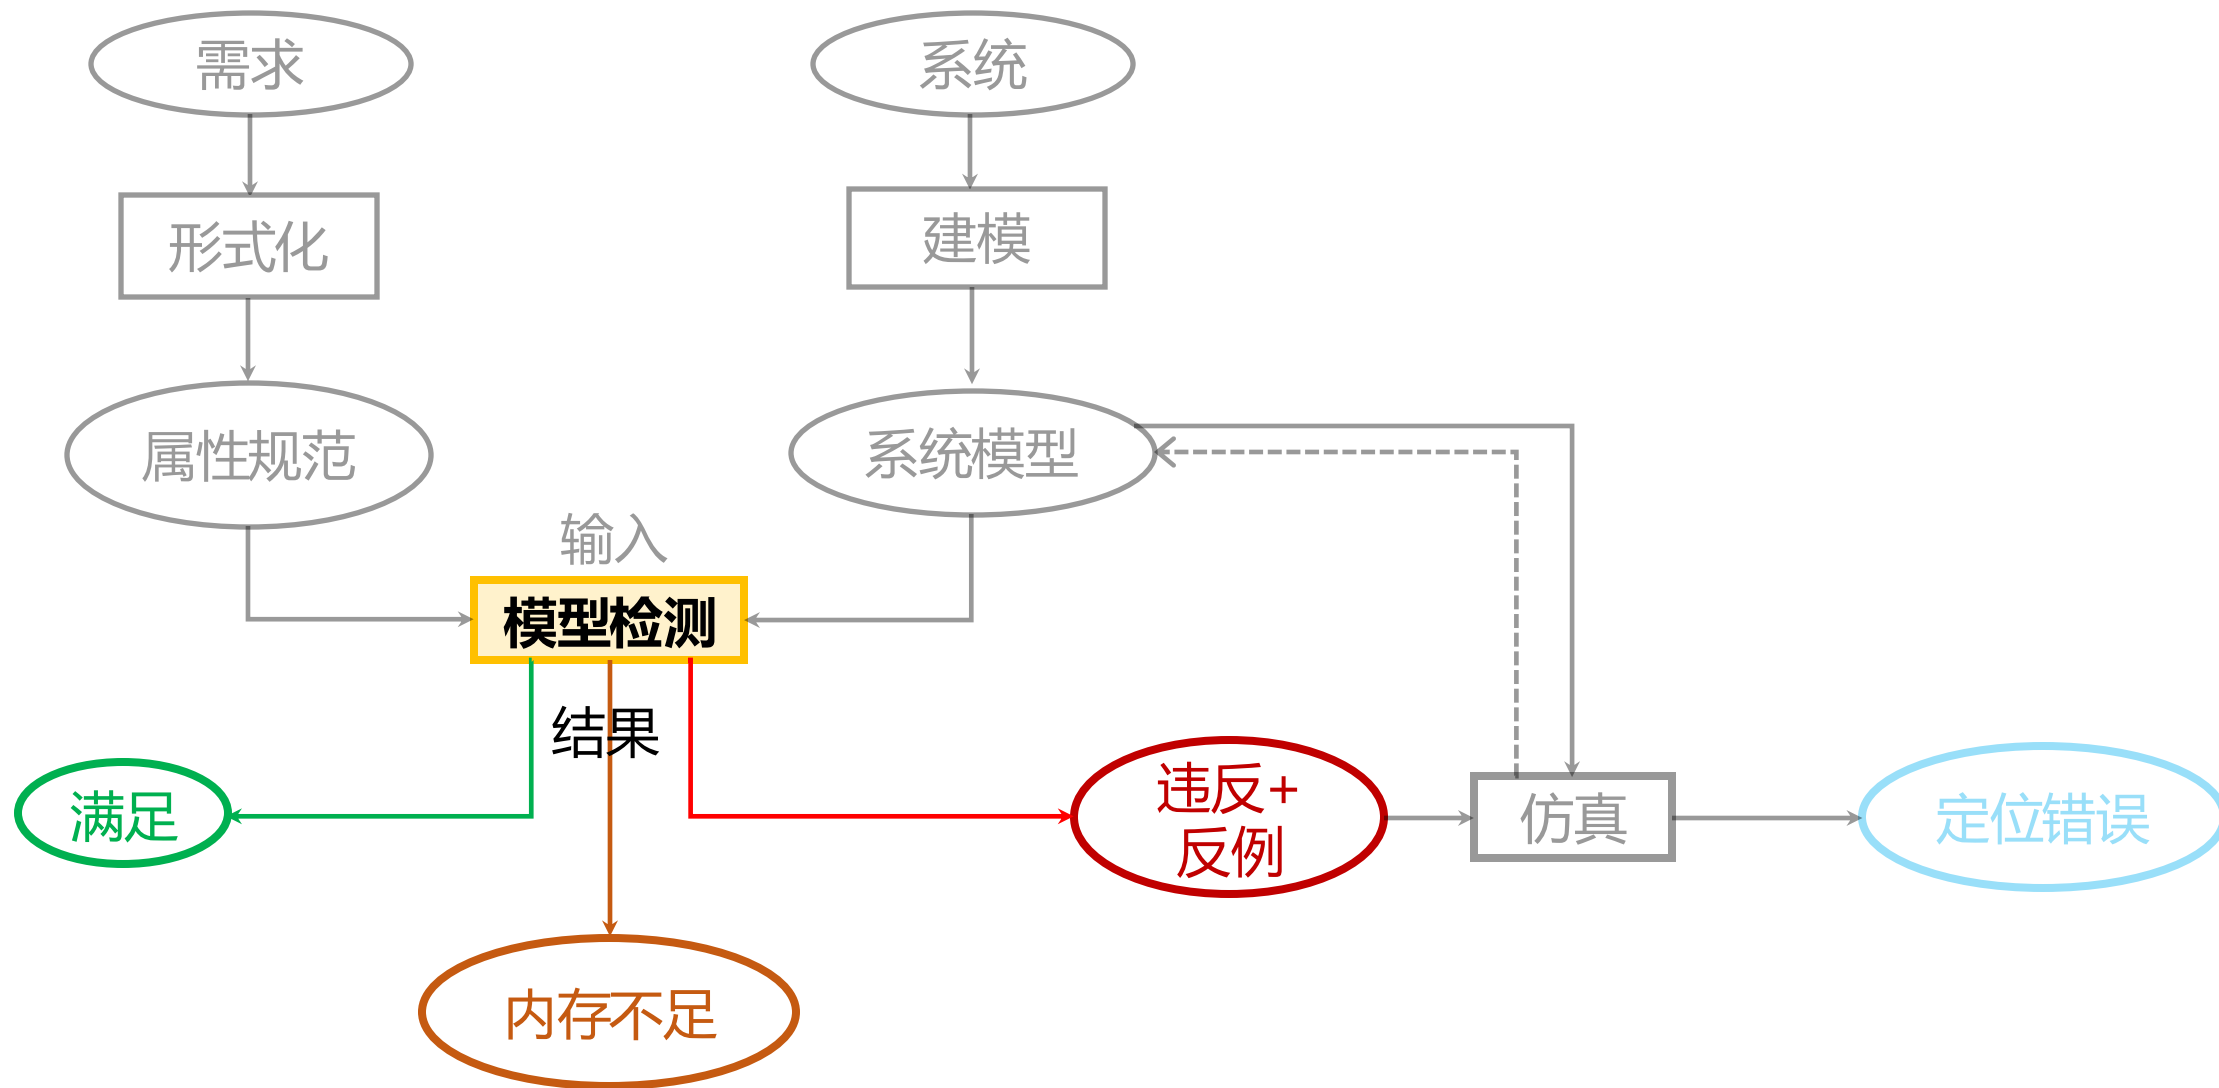 需求
系统
形式化
建模
属性规范
系统模型
输入
模型检测
结果
满足
违反+
反例
仿真
定位错误
内存不足